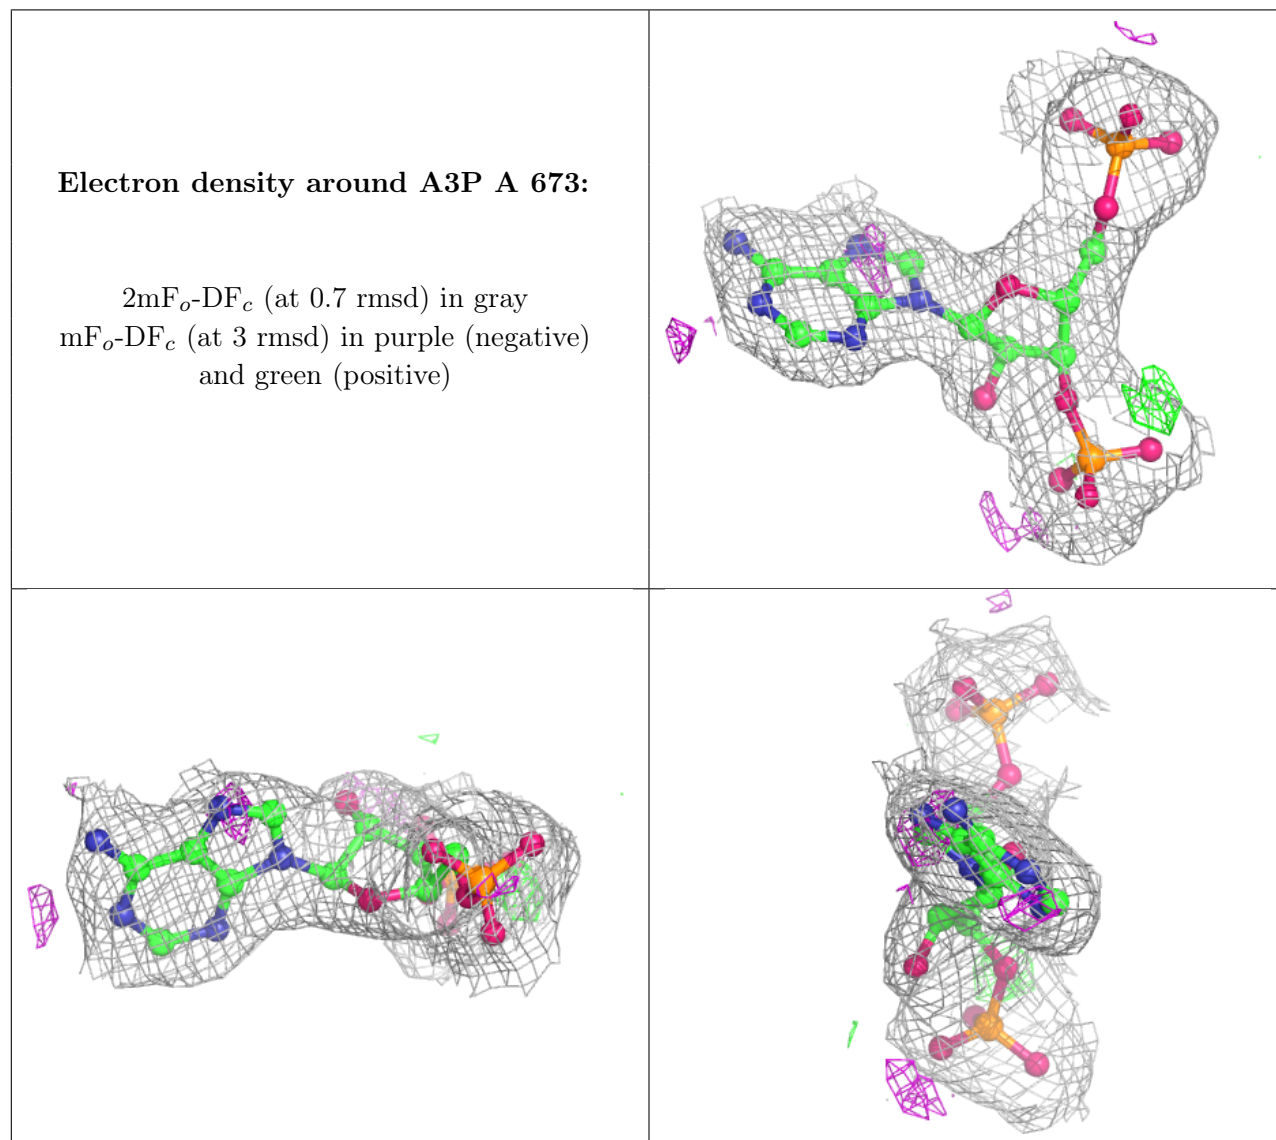 Electron density around A3P A 673:
2mFo-DFc (at 0.7 rmsd) in gray
mFo-DFc (at 3 rmsd) in purple (negative)
and green (positive)